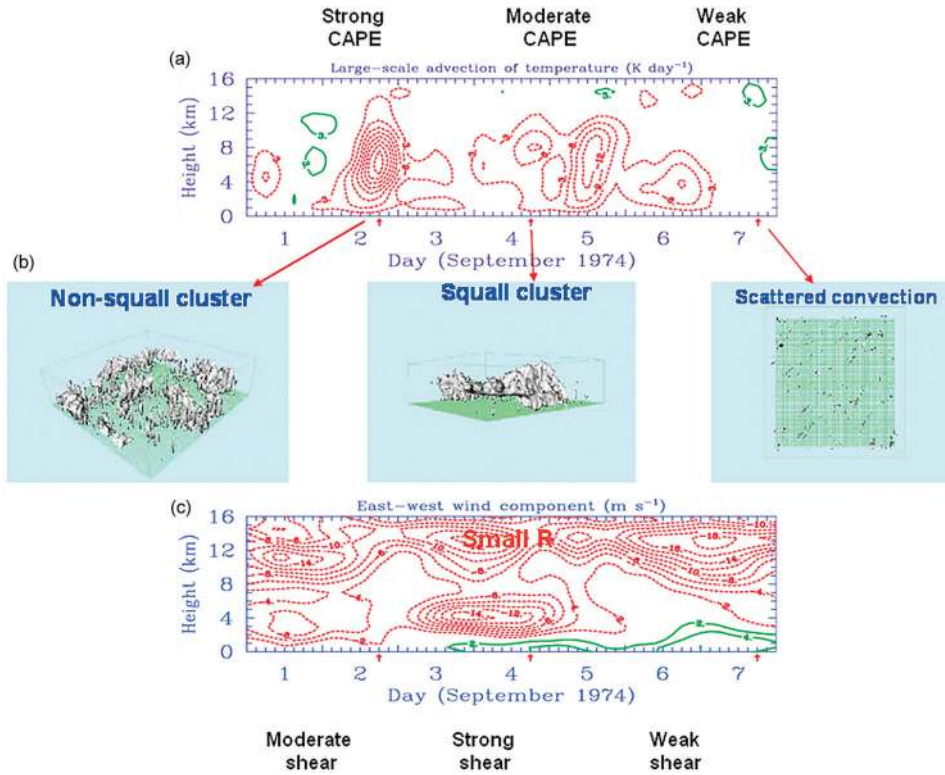 Strong Moderate Weak
CAPE CAPE CAPE
(a)
Large-scale advection of temperature (K day⁻¹)
16
12
8
4
0
Height (km)
1 2 3 4 5 6 7
Day (September 1974)
(b)
Non-squall cluster
Squall cluster
Scattered convection
(c)
East-west wind component (m s⁻¹)
16
12
8
4
0
Height (km)
Small R
1 2 3 4 5 6 7
Day (September 1974)
Moderate Strong Weak
shear shear shear